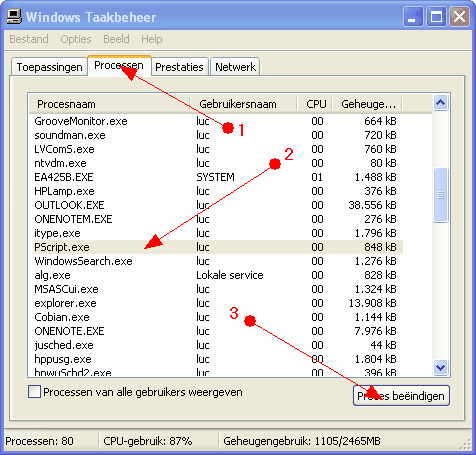 Windows Taakbeheer
Bestand Opties Beeld Help
Toepassingen Processen Prestaties Netwerk
Procesnaam Gebruikersnaam CPU Geheuge...
GrooveMonitor.exe luc 00 664 kB
soundman.exe luc 00 720 kB
LVComS.exe luc 00 760 kB
ntvdm.exe luc 00 80 kB
EA425B.EXE SYSTEM 01 1.488 kB
HPLamp.exe luc 00 376 kB
OUTLOOK.EXE luc 00 38.556 kB
ONENOTEM.EXE luc 00 276 kB
itype.exe luc 00 1.796 kB
PScript.exe luc 00 848 kB
WindowsSearch.exe luc 00 1.276 kB
alg.exe Lokale service 00 828 kB
MSASCui.exe luc 00 1.324 kB
explorer.exe luc 00 13.908 kB
Cobian.exe luc 00 1.144 kB
ONENOTE.EXE luc 00 7.976 kB
jusched.exe luc 00 44 kB
hppusg.exe luc 80 1.804 kB
hpwuSchd2.exe luc 00 396 kB
1
2
3
Processen van alle gebruikers weergeven
Proces beëindigen
Processen: 80 CPU-gebruik: 87% Geheugengebruik: 1105/2465MB